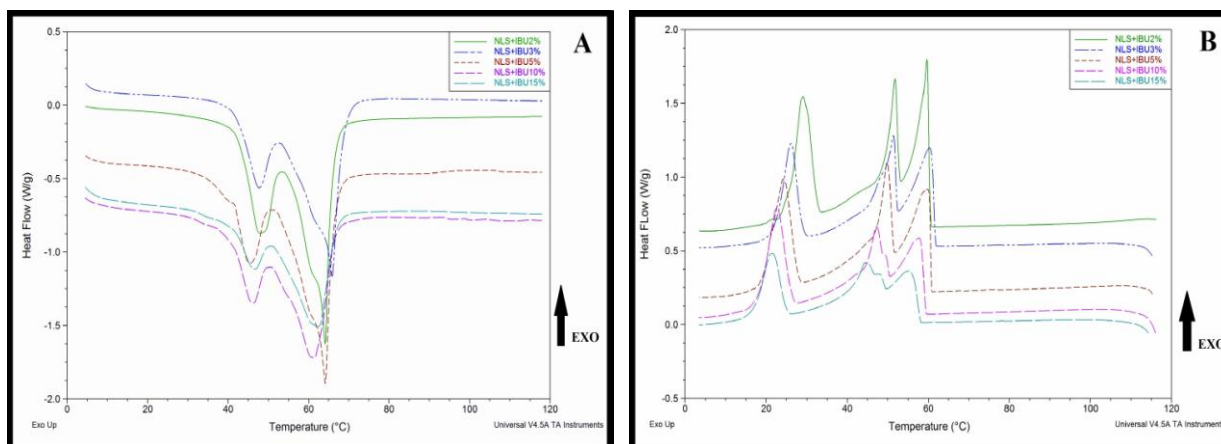 A
NLS+IBU2%
NLS+IBU3%
NLS+IBU5%
NLS+IBU10%
NLS+IBU15%
0.5
0.0
-0.5
-1.0
-1.5
-2.0
Heat Flow (W/g)
0 20 40 60 80 100 120
Exo Up
Temperature (°C)
Universal V4.5A TA Instruments
EXO
B
NLS+IBU2%
NLS+IBU3%
NLS+IBU5%
NLS+IBU10%
NLS+IBU15%
2.0
1.5
1.0
0.5
0.0
-0.5
Heat FLow (W/g)
0 20 40 60 80 100 120
Exo Up
Temperature (°C)
Universal V4.5A TA Instruments
EXO